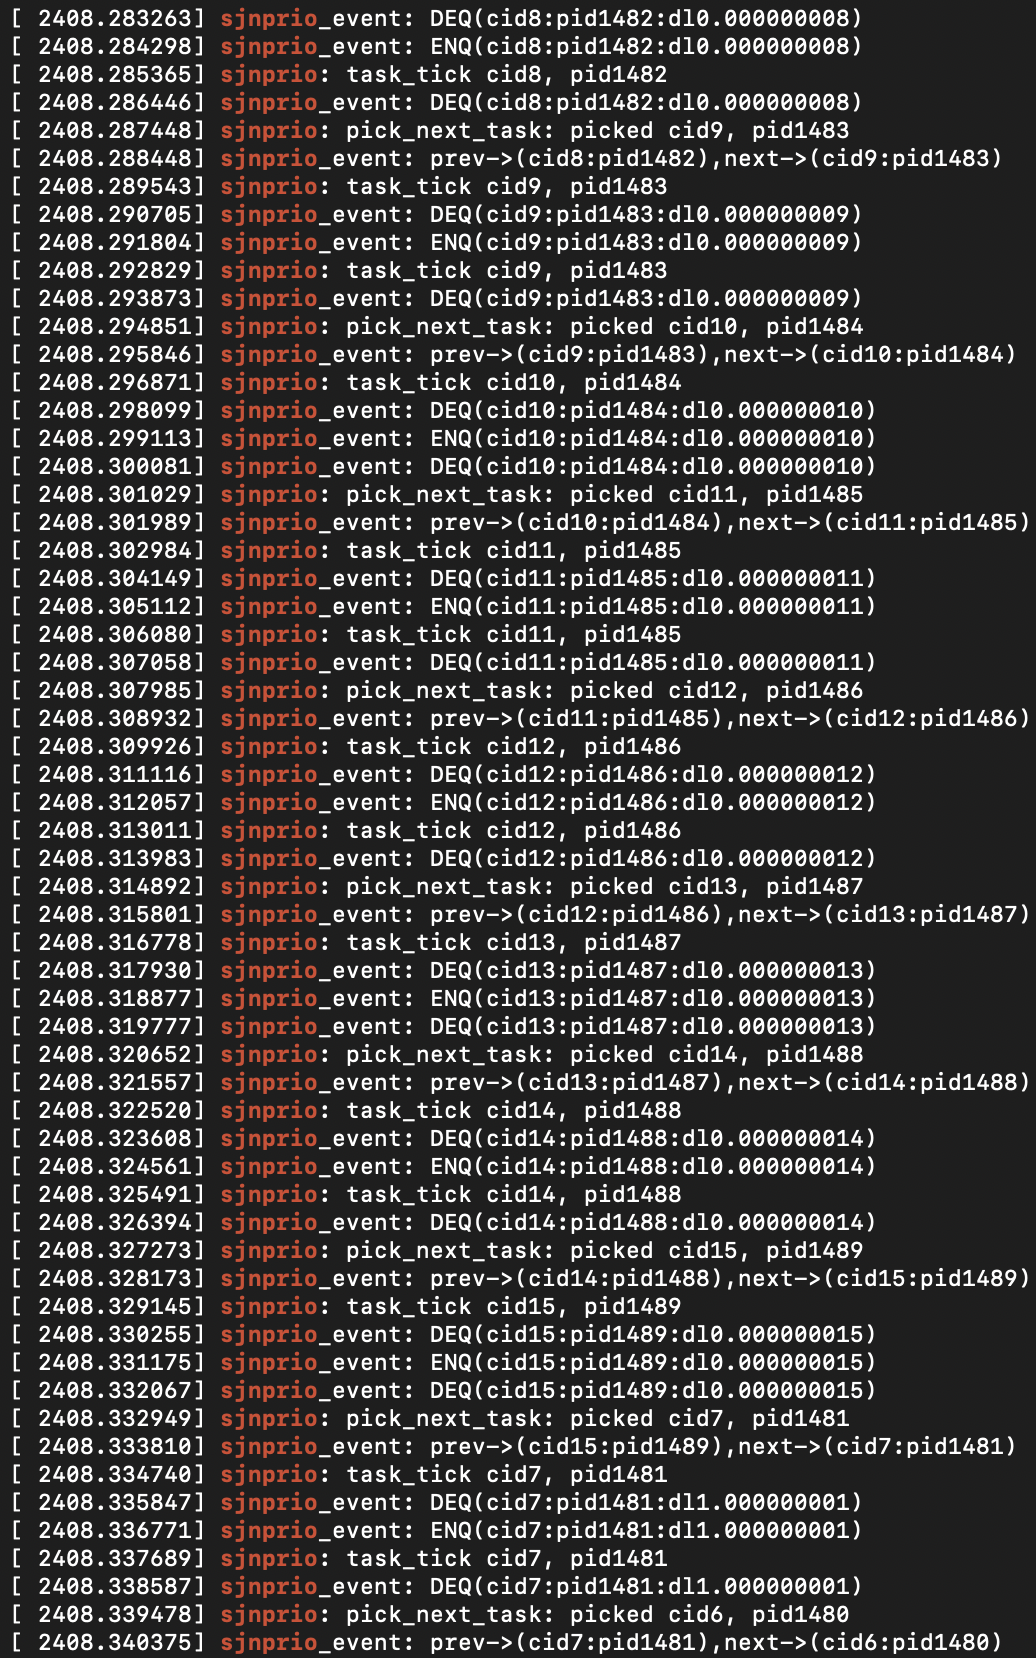 [ 2408.283263] sjnprio_event: DEQ(cid8:pid1482:dl0.000000008)
[ 2408.284298] sjnprio_event: ENQ(cid8:pid1482:dl0.000000008)
[ 2408.285365] sjnprio: task_tick cid8, pid1482
[ 2408.286446] sjnprio_event: DEQ(cid8:pid1482:dl0.000000008)
[ 2408.287448] sjnprio: pick_next_task: picked cid9, pid1483
[ 2408.288448] sjnprio_event: prev->(cid8:pid1482),next->(cid9:pid1483)
[ 2408.289543] sjnprio: task_tick cid9, pid1483
[ 2408.290705] sjnprio_event: DEQ(cid9:pid1483:dl0.000000009)
[ 2408.291804] sjnprio_event: ENQ(cid9:pid1483:dl0.000000009)
[ 2408.292829] sjnprio: task_tick cid9, pid1483
[ 2408.293873] sjnprio_event: DEQ(cid9:pid1483:dl0.000000009)
[ 2408.294851] sjnprio: pick_next_task: picked cid10, pid1484
[ 2408.295846] sjnprio_event: prev->(cid9:pid1483),next->(cid10:pid1484)
[ 2408.296871] sjnprio: task_tick cid10, pid1484
[ 2408.298099] sjnprio_event: DEQ(cid10:pid1484:dl0.000000010)
[ 2408.299113] sjnprio_event: ENQ(cid10:pid1484:dl0.000000010)
[ 2408.300081] sjnprio_event: DEQ(cid10:pid1484:dl0.000000010)
[ 2408.301029] sjnprio: pick_next_task: picked cid11, pid1485
[ 2408.301989] sjnprio_event: prev->(cid10:pid1484),next->(cid11:pid1485)
[ 2408.302984] sjnprio: task_tick cid11, pid1485
[ 2408.304149] sjnprio_event: DEQ(cid11:pid1485:dl0.000000011)
[ 2408.305112] sjnprio_event: ENQ(cid11:pid1485:dl0.000000011)
[ 2408.306080] sjnprio: task_tick cid11, pid1485
[ 2408.307058] sjnprio_event: DEQ(cid11:pid1485:dl0.000000011)
[ 2408.307985] sjnprio: pick_next_task: picked cid12, pid1486
[ 2408.308932] sjnprio_event: prev->(cid11:pid1485),next->(cid12:pid1486)
[ 2408.309926] sjnprio: task_tick cid12, pid1486
[ 2408.311116] sjnprio_event: DEQ(cid12:pid1486:dl0.000000012)
[ 2408.312057] sjnprio_event: ENQ(cid12:pid1486:dl0.000000012)
[ 2408.313011] sjnprio: task_tick cid12, pid1486
[ 2408.313983] sjnprio_event: DEQ(cid12:pid1486:dl0.000000012)
[ 2408.314892] sjnprio: pick_next_task: picked cid13, pid1487
[ 2408.315801] sjnprio_event: prev->(cid12:pid1486),next->(cid13:pid1487)
[ 2408.316778] sjnprio: task_tick cid13, pid1487
[ 2408.317930] sjnprio_event: DEQ(cid13:pid1487:dl0.000000013)
[ 2408.318877] sjnprio_event: ENQ(cid13:pid1487:dl0.000000013)
[ 2408.319777] sjnprio_event: DEQ(cid13:pid1487:dl0.000000013)
[ 2408.320652] sjnprio: pick_next_task: picked cid14, pid1488
[ 2408.321557] sjnprio_event: prev->(cid13:pid1487),next->(cid14:pid1488)
[ 2408.322520] sjnprio: task_tick cid14, pid1488
[ 2408.323608] sjnprio_event: DEQ(cid14:pid1488:dl0.000000014)
[ 2408.324561] sjnprio_event: ENQ(cid14:pid1488:dl0.000000014)
[ 2408.325491] sjnprio: task_tick cid14, pid1488
[ 2408.326394] sjnprio_event: DEQ(cid14:pid1488:dl0.000000014)
[ 2408.327273] sjnprio: pick_next_task: picked cid15, pid1489
[ 2408.328173] sjnprio_event: prev->(cid14:pid1488),next->(cid15:pid1489)
[ 2408.329145] sjnprio: task_tick cid15, pid1489
[ 2408.330255] sjnprio_event: DEQ(cid15:pid1489:dl0.000000015)
[ 2408.331175] sjnprio_event: ENQ(cid15:pid1489:dl0.000000015)
[ 2408.332067] sjnprio_event: DEQ(cid15:pid1489:dl0.000000015)
[ 2408.332949] sjnprio: pick_next_task: picked cid7, pid1481
[ 2408.333810] sjnprio_event: prev->(cid15:pid1489),next->(cid7:pid1481)
[ 2408.334740] sjnprio: task_tick cid7, pid1481
[ 2408.335847] sjnprio_event: DEQ(cid7:pid1481:dl1.000000001)
[ 2408.336771] sjnprio_event: ENQ(cid7:pid1481:dl1.000000001)
[ 2408.337689] sjnprio: task_tick cid7, pid1481
[ 2408.338587] sjnprio_event: DEQ(cid7:pid1481:dl1.000000001)
[ 2408.339478] sjnprio: pick_next_task: picked cid6, pid1480
[ 2408.340375] sjnprio_event: prev->(cid7:pid1481),next->(cid6:pid1480)